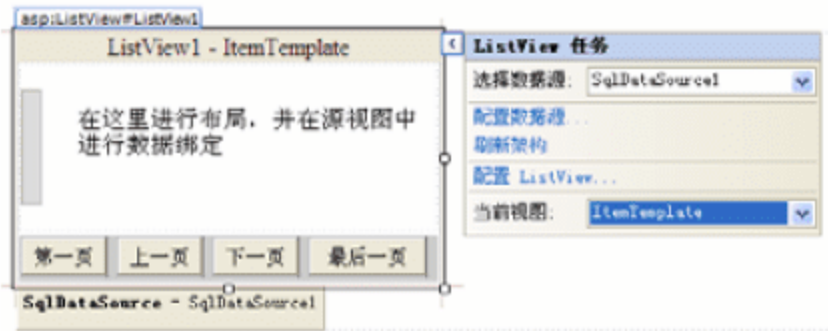 asp:ListView#ListView1
ListView1 - ItemTemplate
在这里进行布局，并在源视图中
进行数据绑定
第一页 上一页 下一页 最后一页
SqlDataSource - SqlDataSource1
ListView 任务
选择数据源: SqlDataSource1
配置数据源...
刷新架构
配置 ListView...
当前视图: ItemTemplate